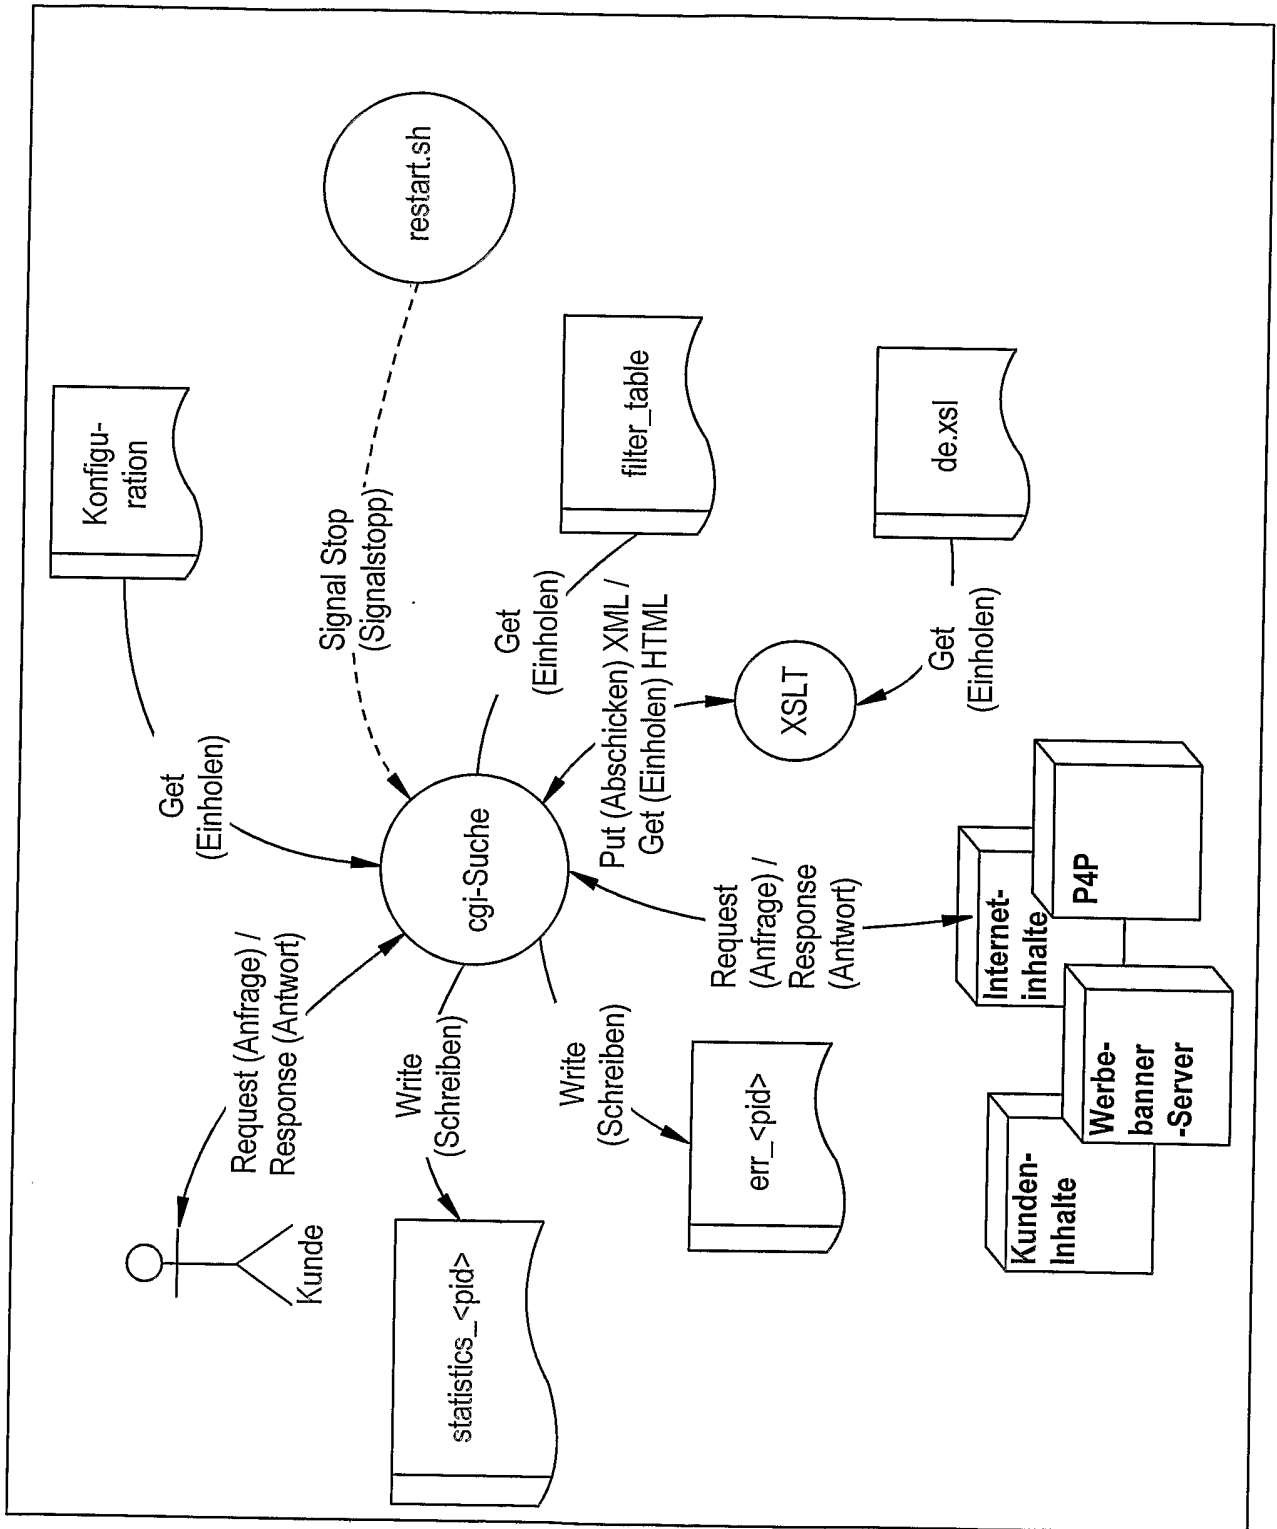 Kunde
Request (Anfrage) /
Response (Antwort)
Get
(Einholen)
Konfigu-
ration
Signal Stop
(Signalstopp)
restart.sh
statistics_<pid>
Write
(Schreiben)
cgi-Suche
Get
(Einholen)
filter_table
Put (Abschicken) XML /
Get (Einholen) HTML
err_<pid>
Write
(Schreiben)
Request
(Anfrage) /
Response
(Antwort)
XSLT
Get
(Einholen)
de.xsl
Kunden-
Inhalte
Werbe-
banner
-Server
Internet-
inhalte
P4P